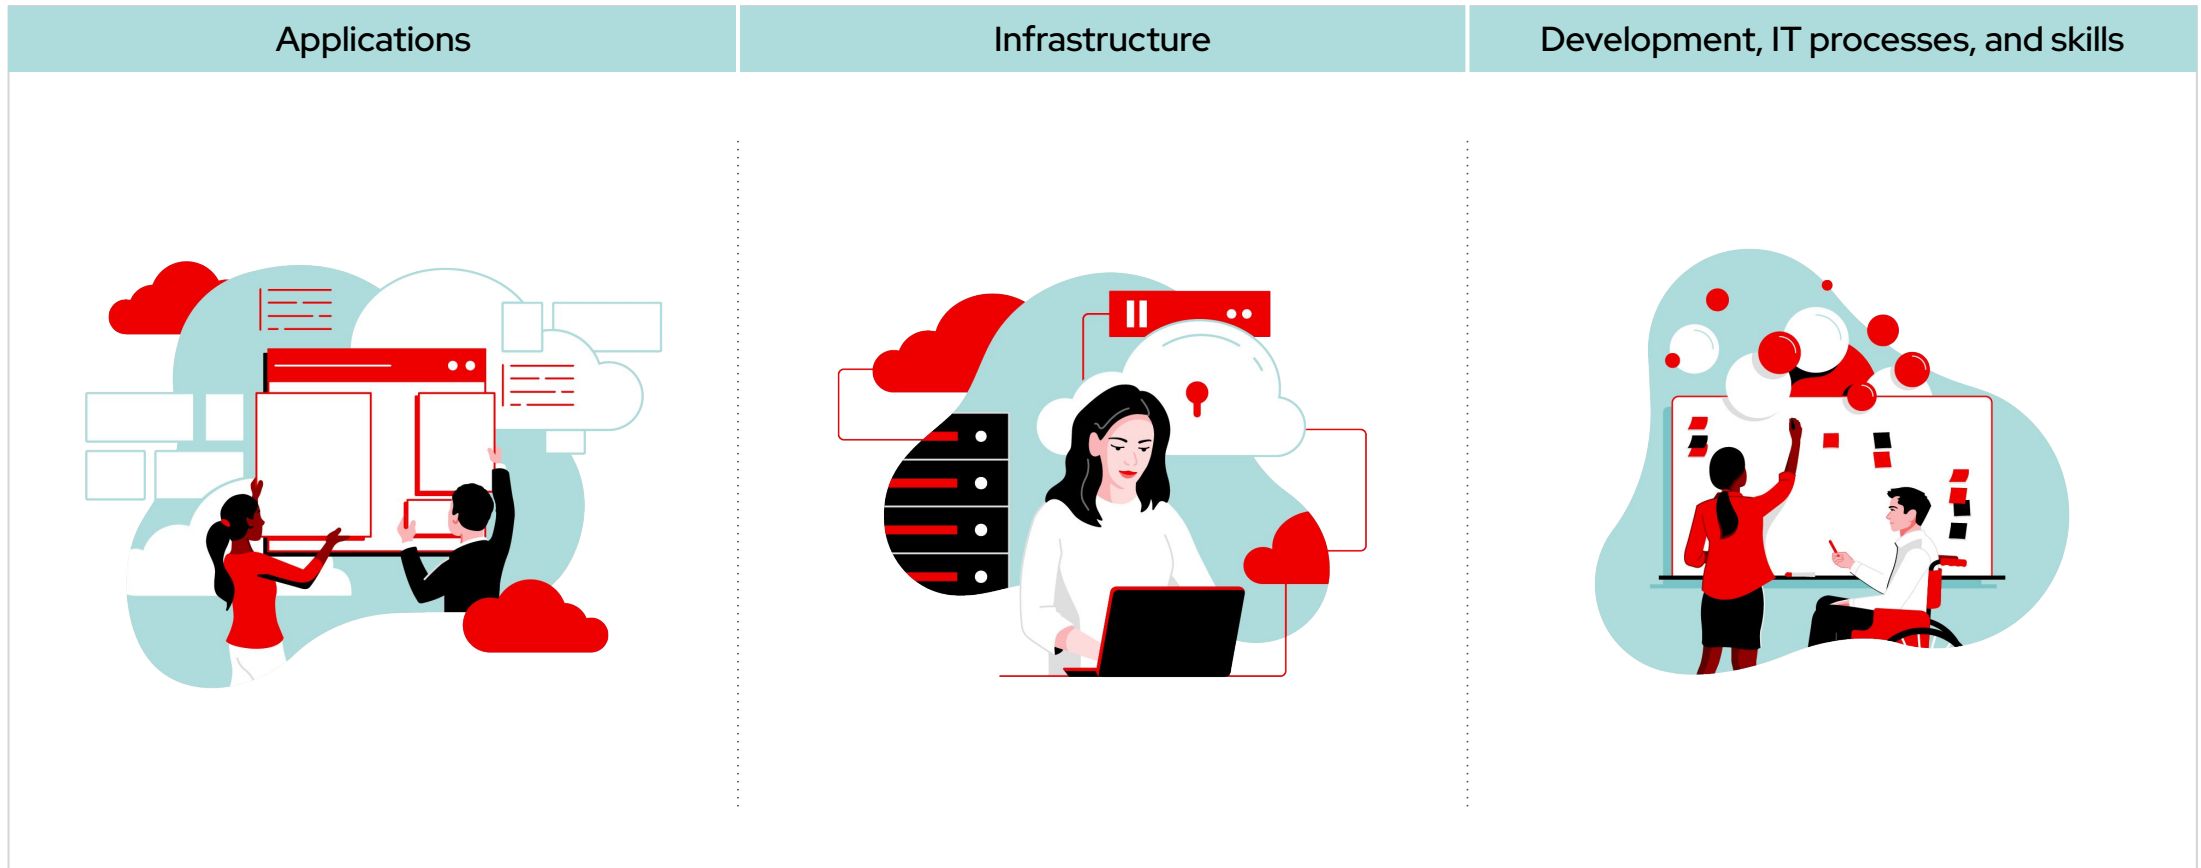 Applications
Infrastructure
Development, IT processes, and skills